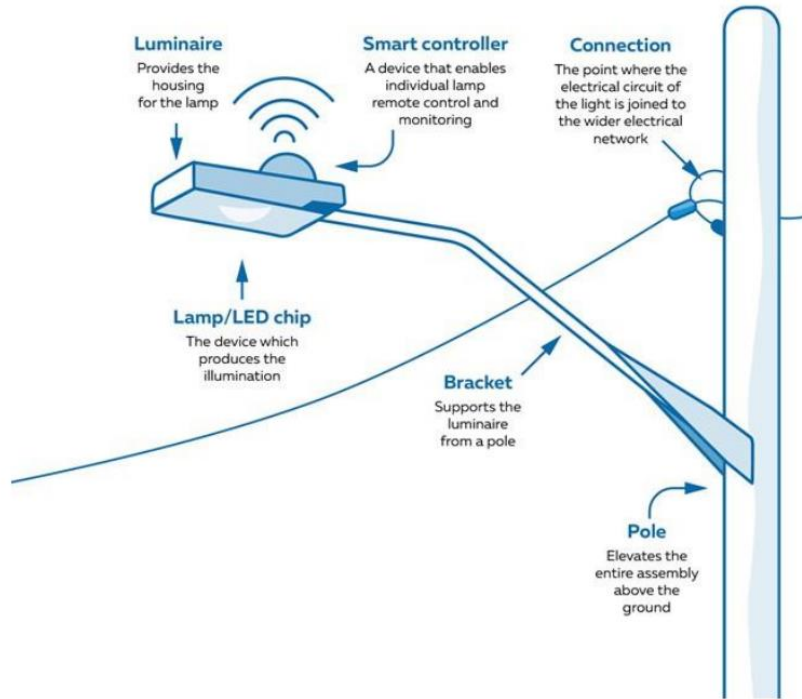 Luminaire
Provides the
housing
for the lamp
Smart controller
A device that enables
individual lamp
remote control and
monitoring
Connection
The point where the
electrical circuit of
the light is joined to
the wider electrical
network
Lamp/LED chip
The device which
produces the
illumination
Bracket
Supports the
luminaire
from a pole
Pole
Elevates the
entire assembly
above the
ground